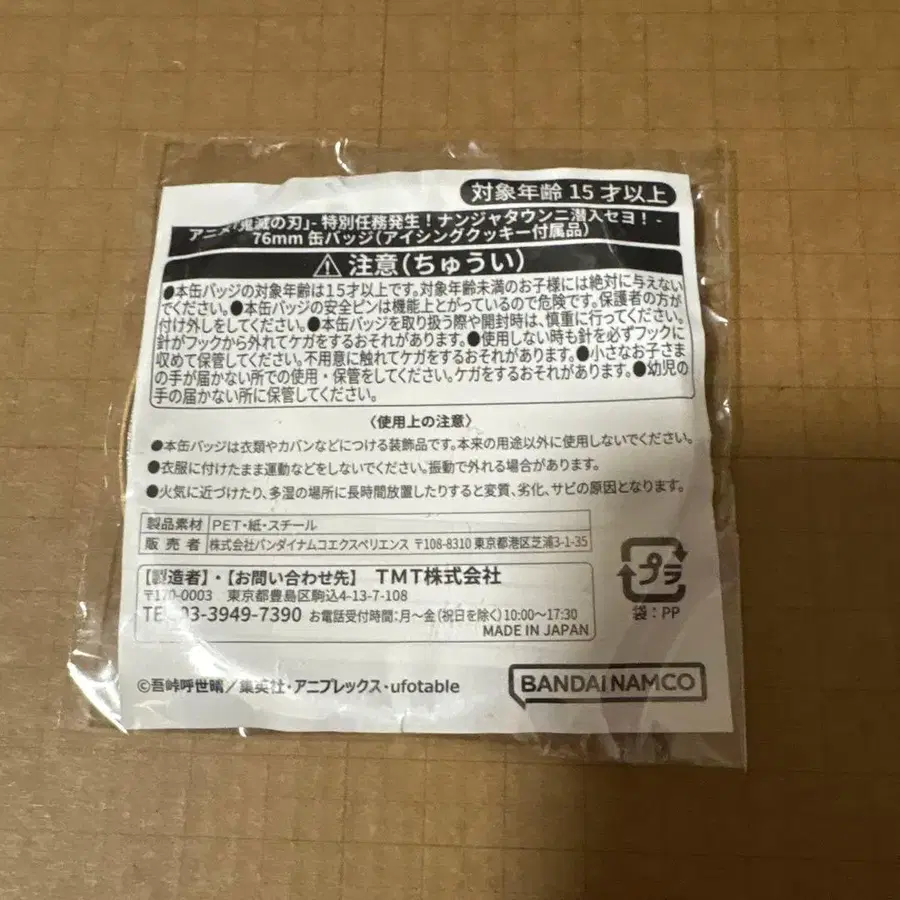 対象年齢 15 才以上
アニメ「鬼滅の刃」- 特別任務発生！ナンジャタウンニ潜入セヨ！-
76mm 缶バッジ（アイシングクッキー付属品）
⚠ 注意（ちゅうい）
●本缶バッジの対象年齢は15才以上です。対象年齢未満のお子様には絶対に与えない
でください。●本缶バッジの安全ピンは機能上とがっているので危険です。保護者の方が
付け外しをしてください。●本缶バッジを取り扱う際や開封時は、慎重に行ってください。
針がフックから外れてケガをするおそれがあります。●使用しない時も針を必ずフックに
収めて保管してください。不用意に触れてケガをするおそれがあります。●小さなお子さま
の手が届かない所での使用・保管をしてください。ケガをするおそれがあります。●幼児の
手の届かない所に保管してください。
〈使用上の注意〉
●本缶バッジは衣類やカバンなどにつける装飾品です。本来の用途以外に使用しないでください。
●衣服に付けたまま運動などをしないでください。振動で外れる場合があります。
●火気に近づけたり、多湿の場所に長時間放置したりすると変質、劣化、サビの原因となります。
製品素材 PET・紙・スチール
販売者 株式会社バンダイナムコエクスペリエンス 〒108-8310 東京都港区芝浦3-1-35
【製造者】・【お問い合わせ先】 TMT株式会社
〒170-0003 東京都豊島区駒込4-13-7-108
TEL 03-3949-7390 お電話受付時間：月〜金（祝日を除く）10:00〜17:30
MADE IN JAPAN
プラ
袋：PP
©吾峠呼世晴／集英社・アニプレックス・ufotable
BANDAI NAMCO